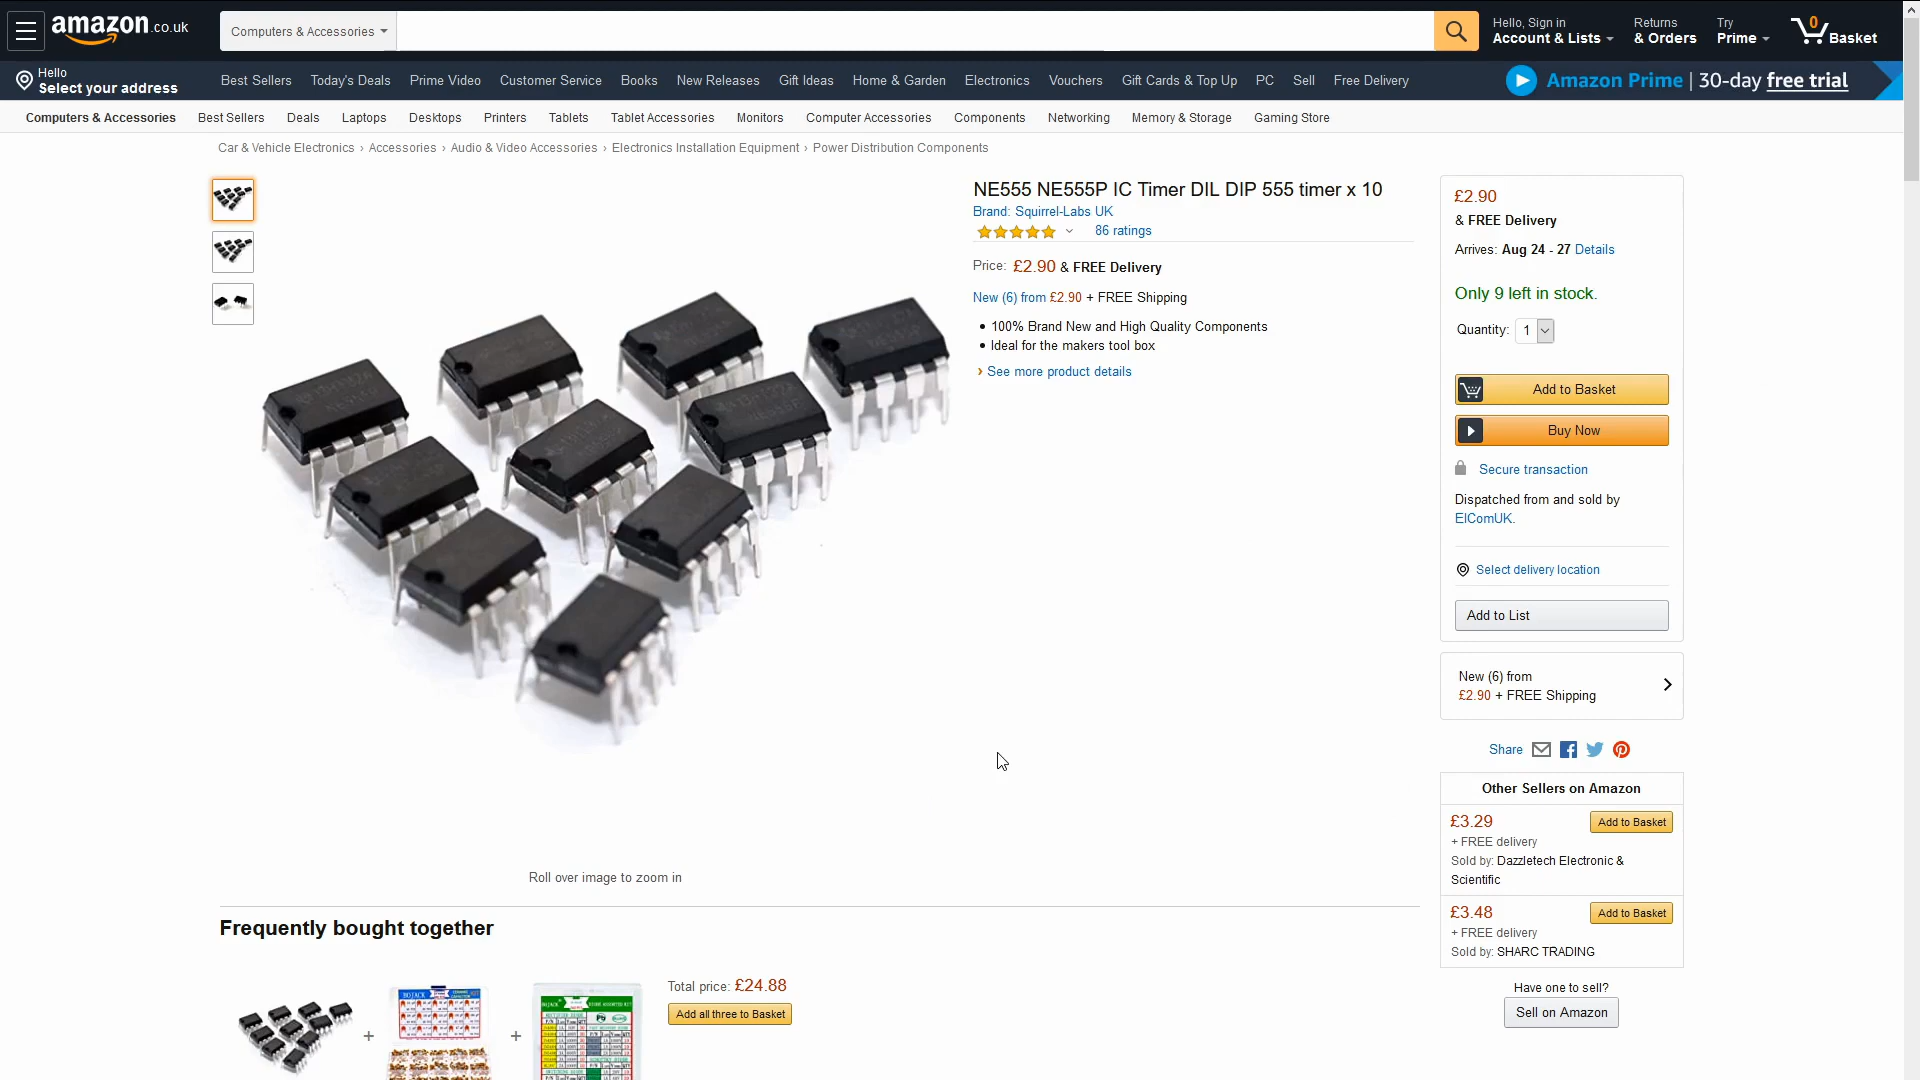 amazon.co.uk
Computers & Accessories
Hello, Sign in
Account & Lists
Returns
& Orders
Try
Prime
0
Basket
Hello
Select your address
Best Sellers Today's Deals Prime Video Customer Service Books New Releases Gift Ideas Home & Garden Electronics Vouchers Gift Cards & Top Up PC Sell Free Delivery
Amazon Prime | 30-day free trial
Computers & Accessories Best Sellers Deals Laptops Desktops Printers Tablets Tablet Accessories Monitors Computer Accessories Components Networking Memory & Storage Gaming Store
Car & Vehicle Electronics › Accessories › Audio & Video Accessories › Electronics Installation Equipment › Power Distribution Components
NE555 NE555P IC Timer DIL DIP 555 timer x 10
Brand: Squirrel-Labs UK
86 ratings
Price: £2.90 & FREE Delivery
New (6) from £2.90 + FREE Shipping
• 100% Brand New and High Quality Components
• Ideal for the makers tool box
› See more product details
Roll over image to zoom in
£2.90
& FREE Delivery
Arrives: Aug 24 - 27 Details
Only 9 left in stock.
Quantity: 1
Add to Basket
Buy Now
Secure transaction
Dispatched from and sold by
ElComUK.
Select delivery location
Add to List
New (6) from
£2.90 + FREE Shipping
Share
Other Sellers on Amazon
£3.29
Add to Basket
+ FREE delivery
Sold by: Dazzletech Electronic &
Scientific
£3.48
Add to Basket
+ FREE delivery
Sold by: SHARC TRADING
Have one to sell?
Sell on Amazon
Frequently bought together
+
+
Total price: £24.88
Add all three to Basket
BOJACK
BOJACK